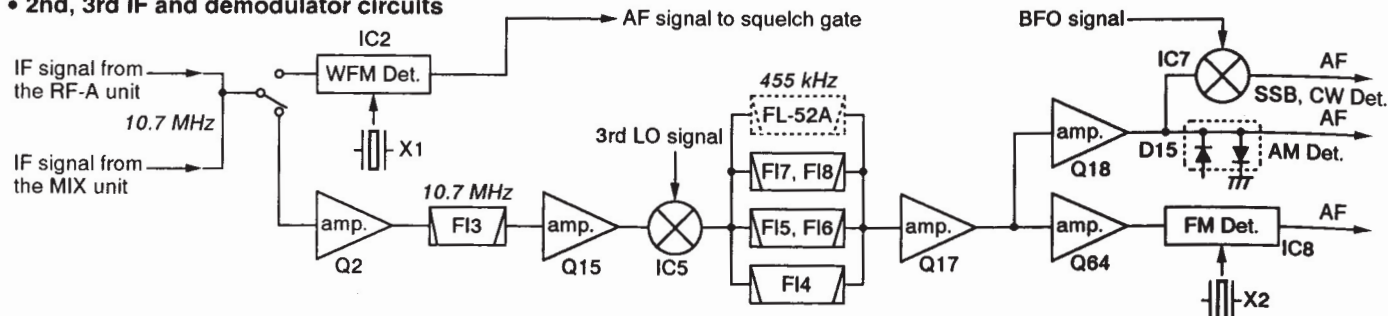 • 2nd, 3rd IF and demodulator circuits
AF signal to squelch gate
BFO signal
IC2
IF signal from
the RF-A unit
WFM Det.
IC7
AF
SSB, CW Det.
455 kHz
FL-52A
10.7 MHz
X1
3rd LO signal
amp.
Q18
D15
AF
AM Det.
IF signal from
the MIX unit
FI7, FI8
10.7 MHz
amp.
Q2
FI3
amp.
Q15
IC5
FI5, FI6
amp.
Q17
amp.
Q64
FM Det.
IC8
AF
FI4
X2